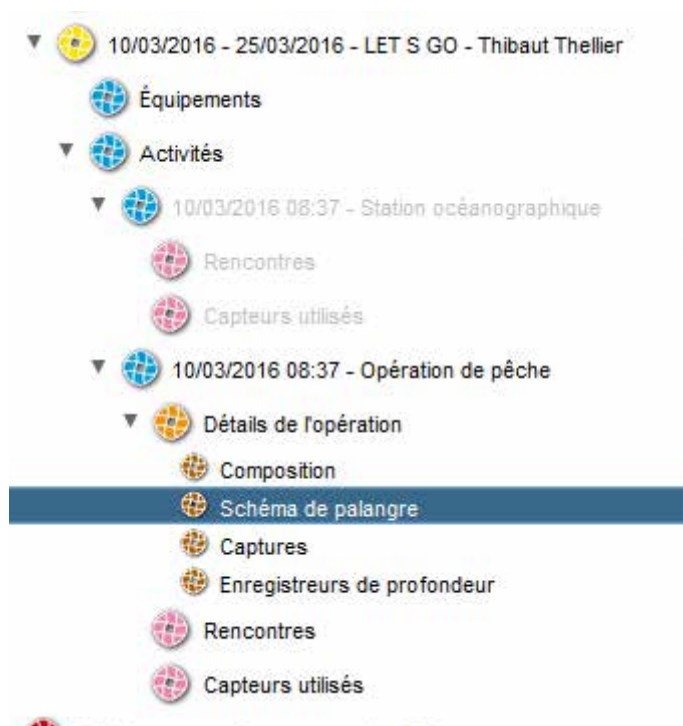 10/03/2016 - 25/03/2016 - LET S GO - Thibaut Thellier
Équipements
Activités
10/03/2016 08:37 - Station océanographique
Rencontres
Capteurs utilisés
10/03/2016 08:37 - Opération de pêche
Détails de l'opération
Composition
Schéma de palangre
Captures
Enregistreurs de profondeur
Rencontres
Capteurs utilisés